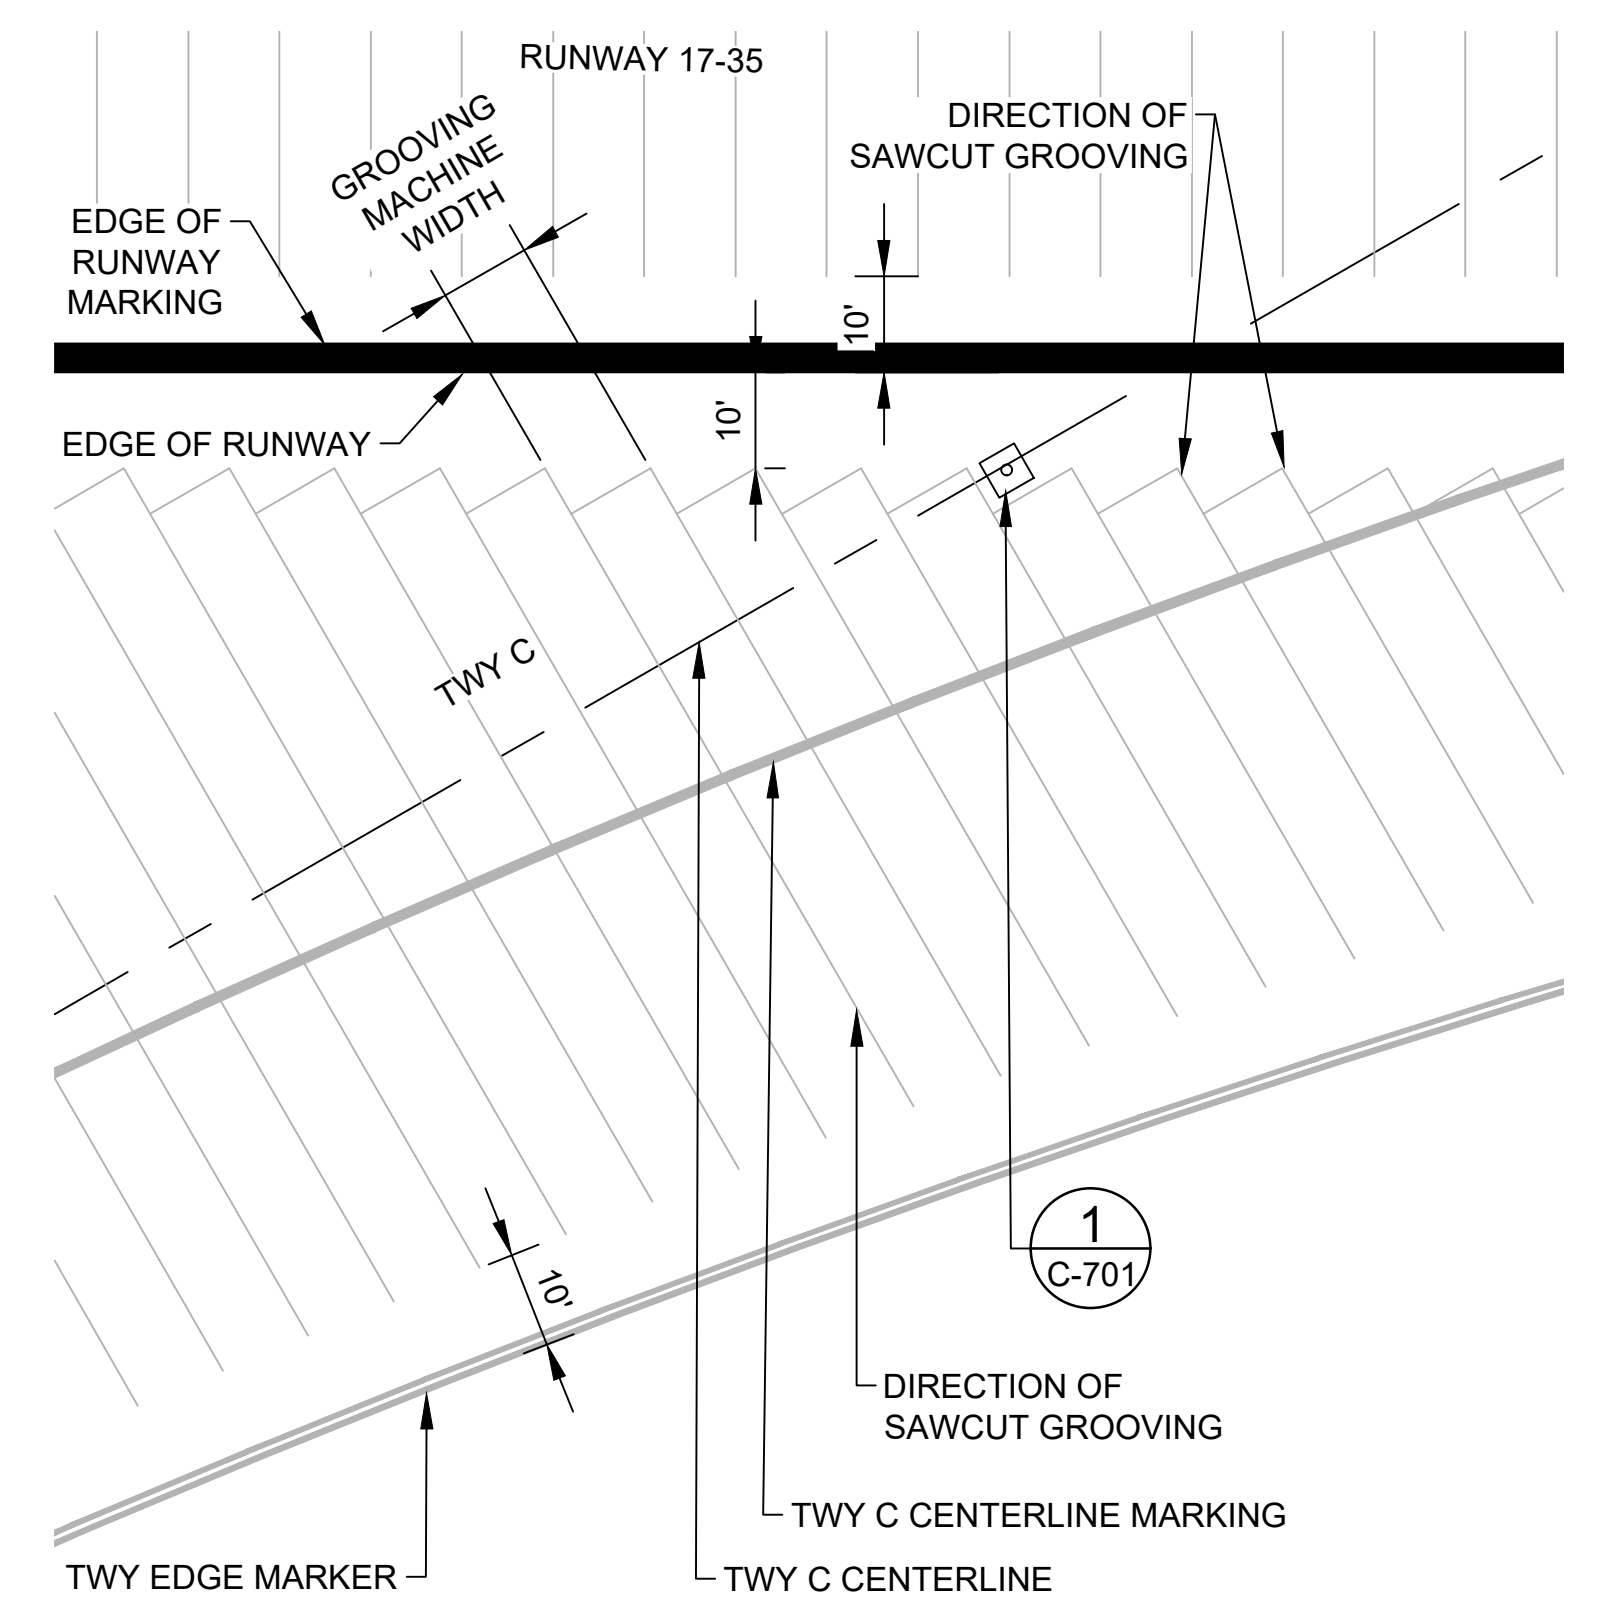 RUNWAY 17-35
DIRECTION OF
SAWCUT GROOVING
GROOVING
MACHINE
WIDTH
EDGE OF
RUNWAY
MARKING
10'
10'
EDGE OF RUNWAY
TWY C
1
C-701
10'
DIRECTION OF
SAWCUT GROOVING
TWY C CENTERLINE MARKING
TWY EDGE MARKER
TWY C CENTERLINE